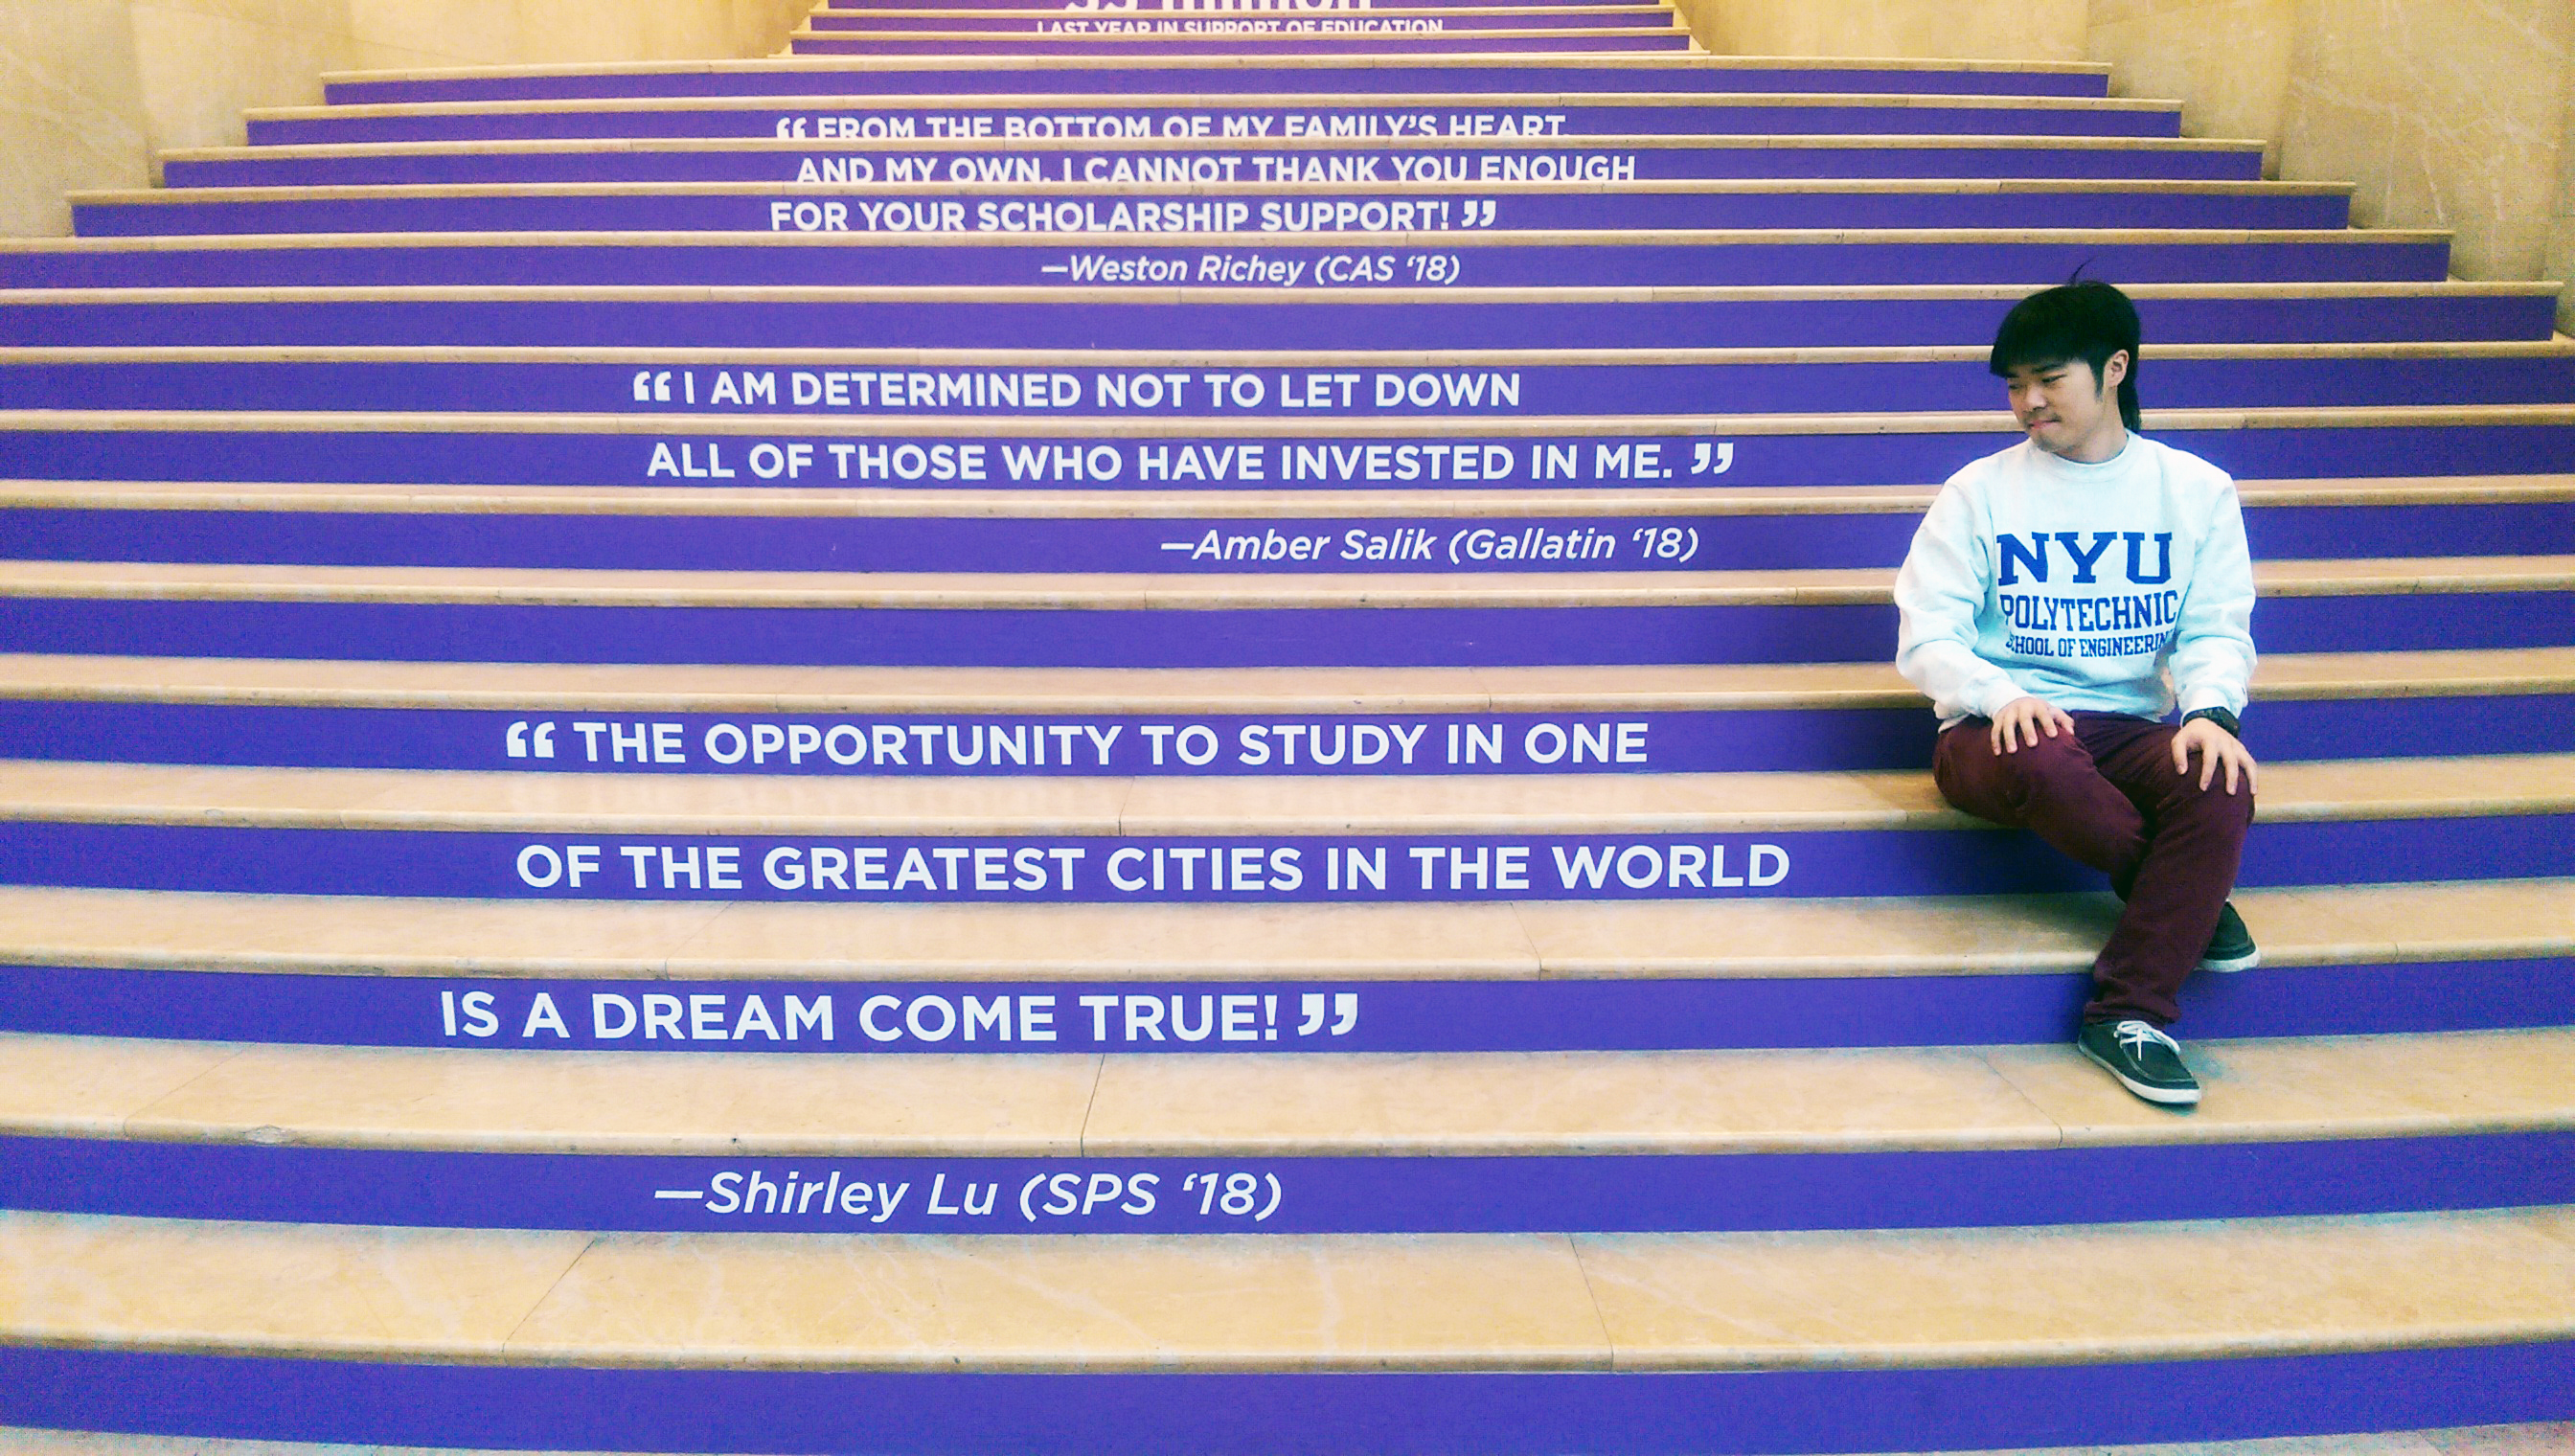 LAST YEAR IN SUPPORT OF EDUCATION
“ FROM THE BOTTOM OF MY FAMILY’S HEART,
AND MY OWN, I CANNOT THANK YOU ENOUGH
FOR YOUR SCHOLARSHIP SUPPORT! ”
—Weston Richey (CAS ‘18)
“ I AM DETERMINED NOT TO LET DOWN
ALL OF THOSE WHO HAVE INVESTED IN ME. ”
—Amber Salik (Gallatin ‘18)
“ THE OPPORTUNITY TO STUDY IN ONE
OF THE GREATEST CITIES IN THE WORLD
IS A DREAM COME TRUE! ”
—Shirley Lu (SPS ‘18)
NYU
POLYTECHNIC
SCHOOL OF ENGINEERING